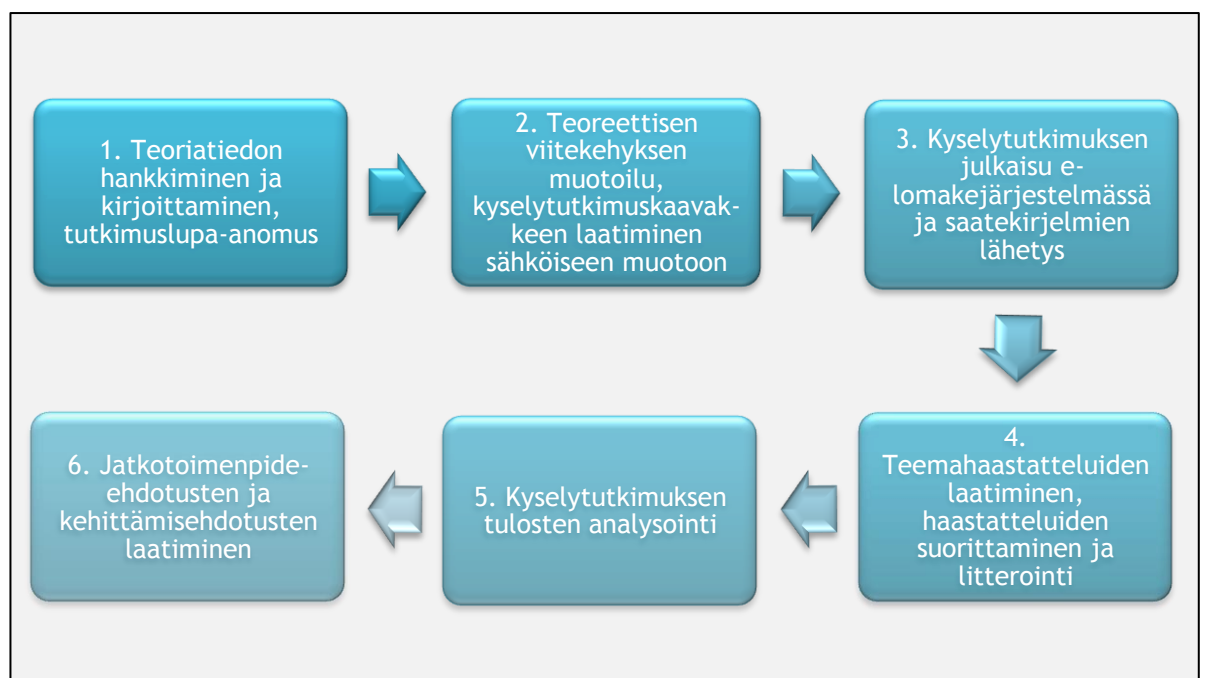 1. Teoriatiedon
hankkiminen ja
kirjoittaminen,
tutkimuslupa-anomus
2. Teoreettisen
viitekehyksen
muotoilu,
kyselytutkimuskaavak-
keen laatiminen
sähköiseen muotoon
3. Kyselytutkimuksen
julkaisu e-
lomakejärjestelmässä
ja saatekirjelmien
lähetys
4.
Teemahaastatteluiden
laatiminen,
haastatteluiden
suorittaminen ja
litterointi
5. Kyselytutkimuksen
tulosten analysointi
6. Jatkotoimenpide-
ehdotusten ja
kehittämisehdotusten
laatiminen